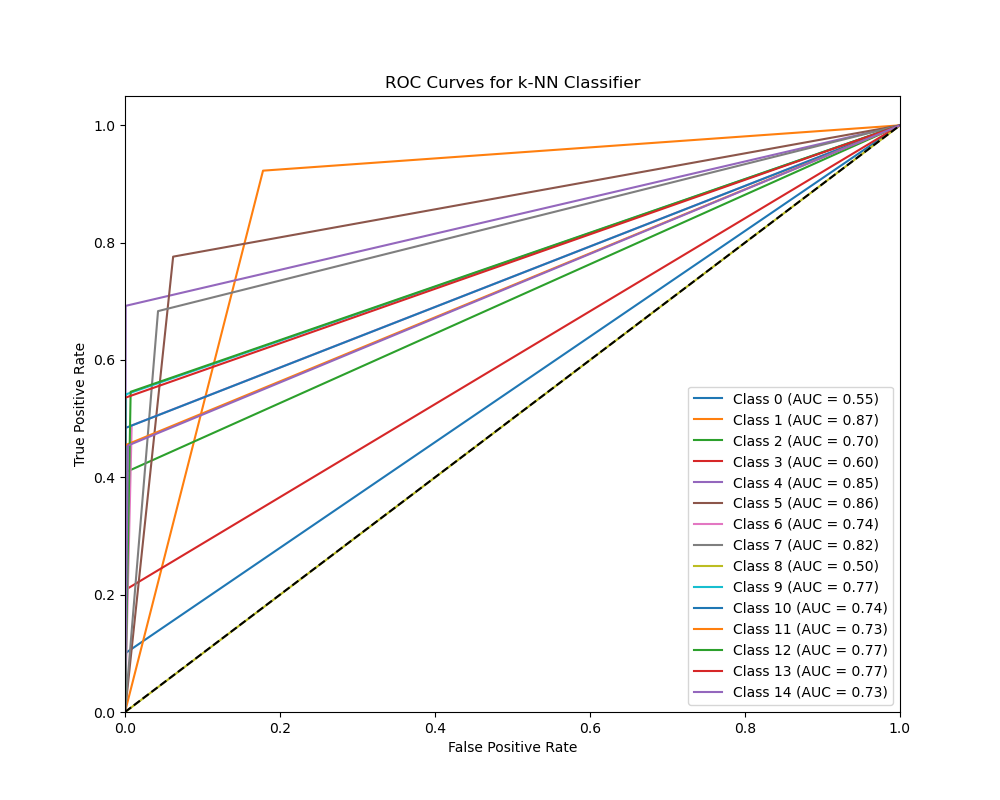 ROC Curves for k-NN Classifier
True Positive Rate
1.0
0.8
0.6
0.4
0.2
0.0
Class 0 (AUC = 0.55)
Class 1 (AUC = 0.87)
Class 2 (AUC = 0.70)
Class 3 (AUC = 0.60)
Class 4 (AUC = 0.85)
Class 5 (AUC = 0.86)
Class 6 (AUC = 0.74)
Class 7 (AUC = 0.82)
Class 8 (AUC = 0.50)
Class 9 (AUC = 0.77)
Class 10 (AUC = 0.74)
Class 11 (AUC = 0.73)
Class 12 (AUC = 0.77)
Class 13 (AUC = 0.77)
Class 14 (AUC = 0.73)
0.0 0.2 0.4 0.6 0.8 1.0
False Positive Rate